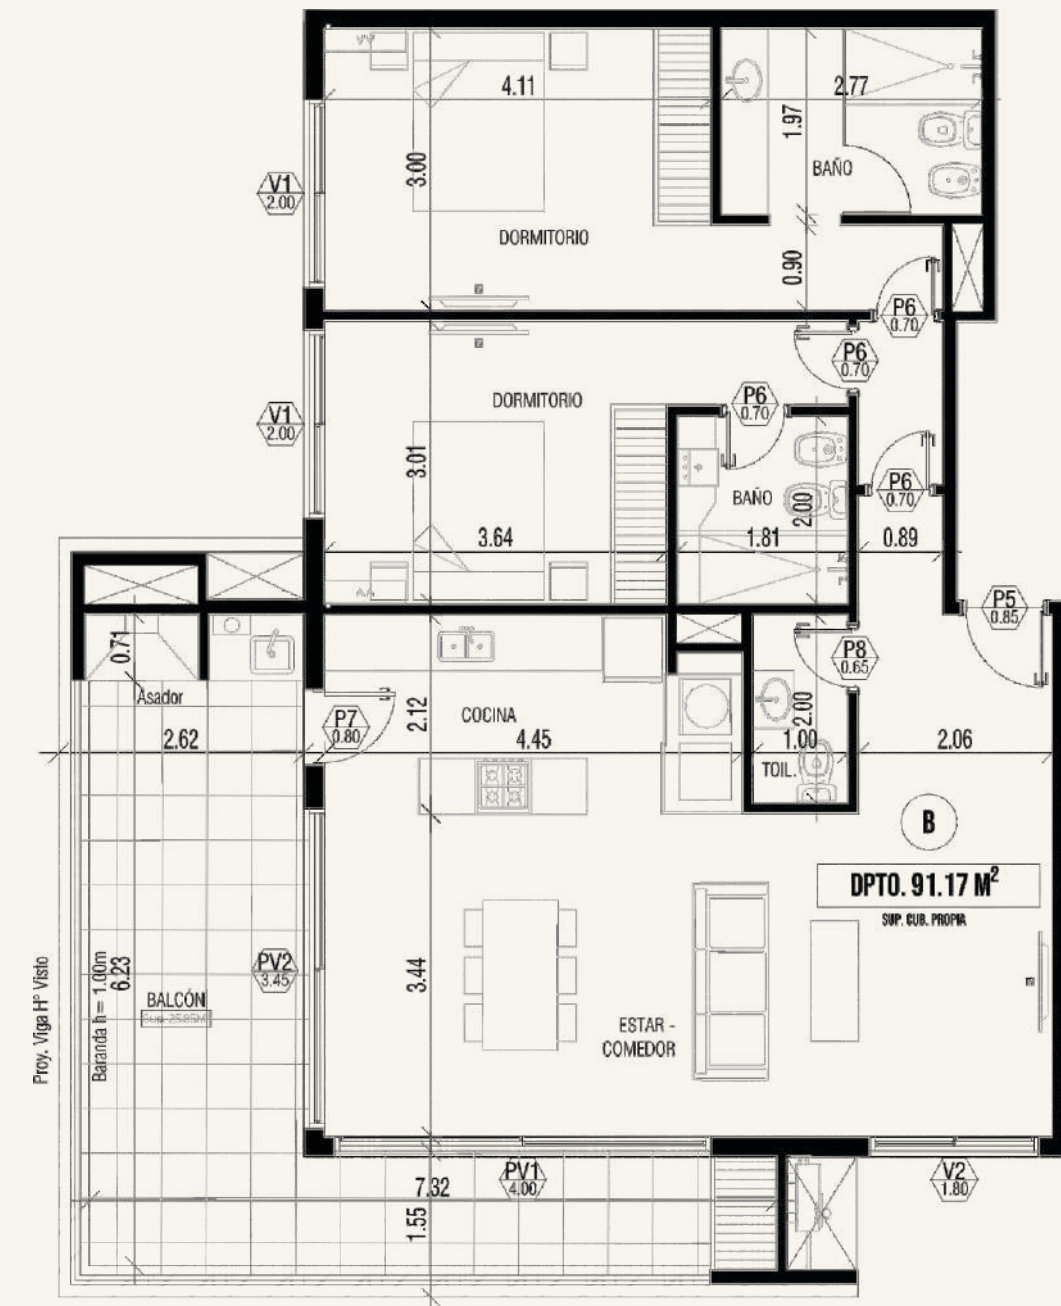 4.11
2.77
1.97
3.00
BAÑO
V1
2.00
DORMITORIO
0.90
P6
0.70
P6
0.70
DORMITORIO
P6
0.70
V1
2.00
3.01
P6
0.70
BAÑO
2.00
3.64
1.81
0.89
P5
0.85
0.71
P8
0.65
Asador
2.12
COCINA
2.00
P7
0.80
2.62
4.45
1.00
2.06
TOIL.
B
DPTO. 91.17 M²
SUP. CUB. PROPIA
Proy. Viga Hº Visto
Baranda h = 1.00m
6.23
PV2
3.45
3.44
BALCÓN
ESTAR -
COMEDOR
PV1
4.00
7.32
V2
1.80
1.55